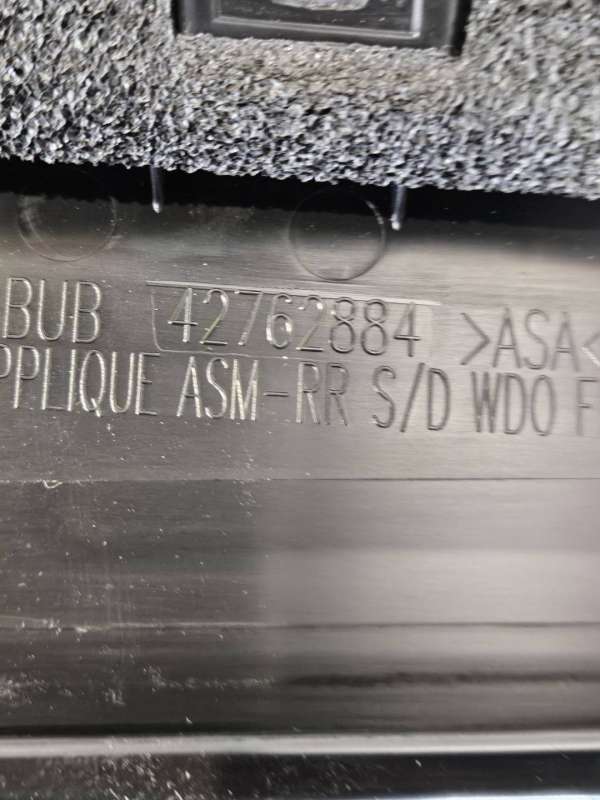 BUB 42762884 >ASA<
PPLIQUE ASM-RR S/D WDO F